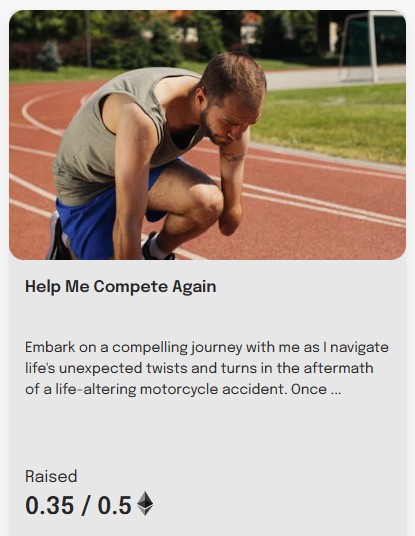 Help Me Compete Again
Embark on a compelling journey with me as I navigate
life's unexpected twists and turns in the aftermath
of a life-altering motorcycle accident. Once ...
Raised
0.35 / 0.5